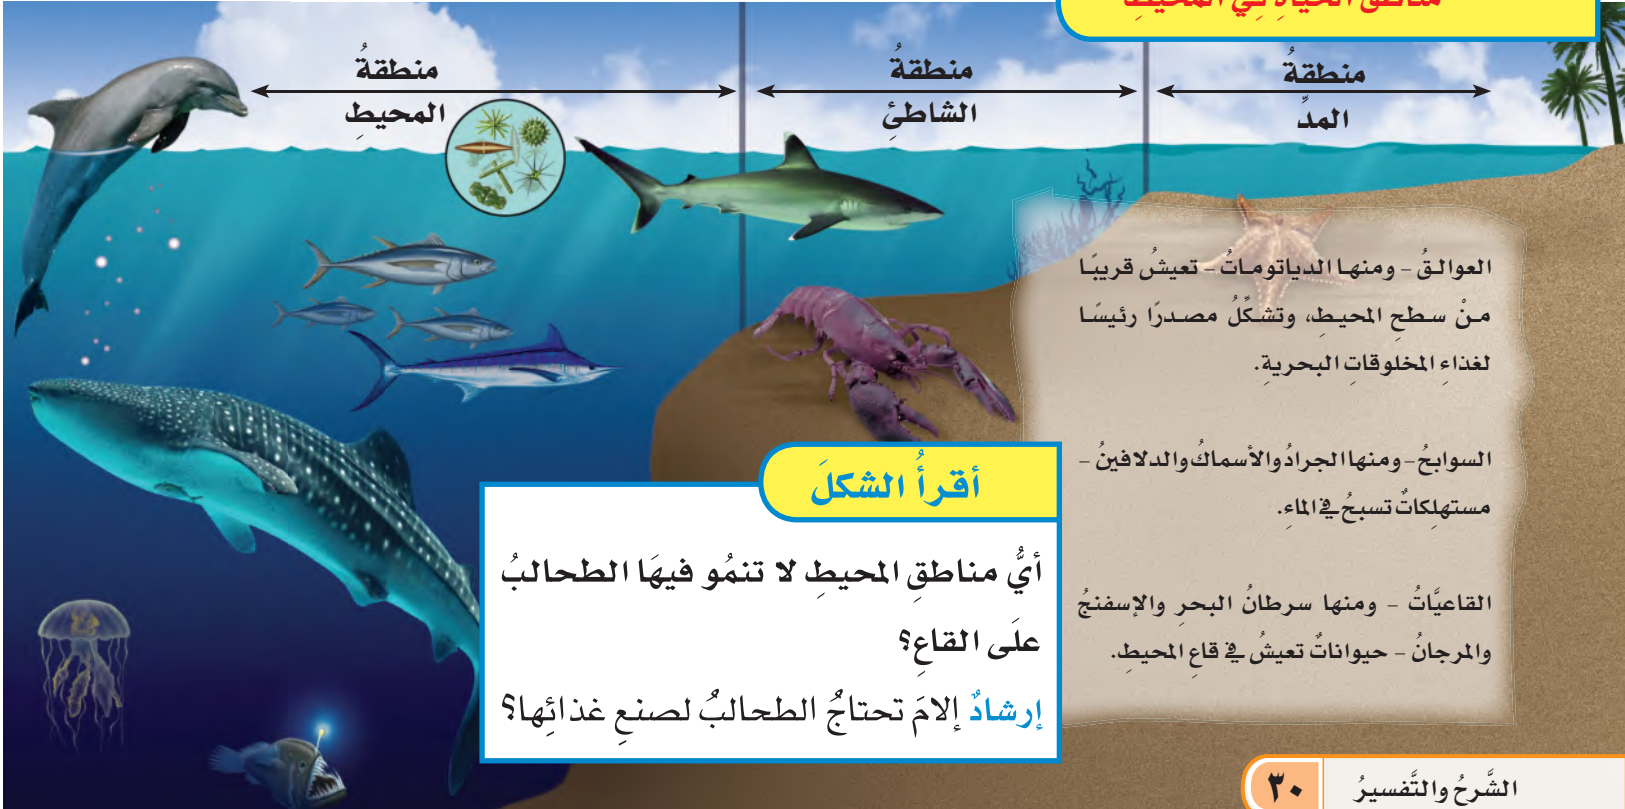 مناطق الحياة في المحيطِ
منطقةُ
المدِّ
منطقةُ
الشاطئِ
منطقةُ
المحيطِ
العوالقُ - ومنها الدياتوماتُ - تعيشُ قريبًا
منْ سطحِ المحيطِ، وتشكِّلُ مصدرًا رئيسًا
لغذاءِ المخلوقاتِ البحريةِ.
السوابحُ - ومنها الجرادُ والأسماكُ والدلافينُ -
مستهلِكاتٌ تسبحُ في الماءِ.
القاعيَّاتُ - ومنها سرطانُ البحرِ والإسفنجُ
والمرجانُ - حيواناتٌ تعيشُ في قاعِ المحيطِ.
أقرأُ الشكلَ
أيُّ مناطقِ المحيطِ لا تنمُو فيهَا الطحالبُ
علَى القاعِ؟
إرشادٌ إلامَ تحتاجُ الطحالبُ لصنعِ غذائِها؟
الشَّرحُ والتَّفسيرُ ٣٠